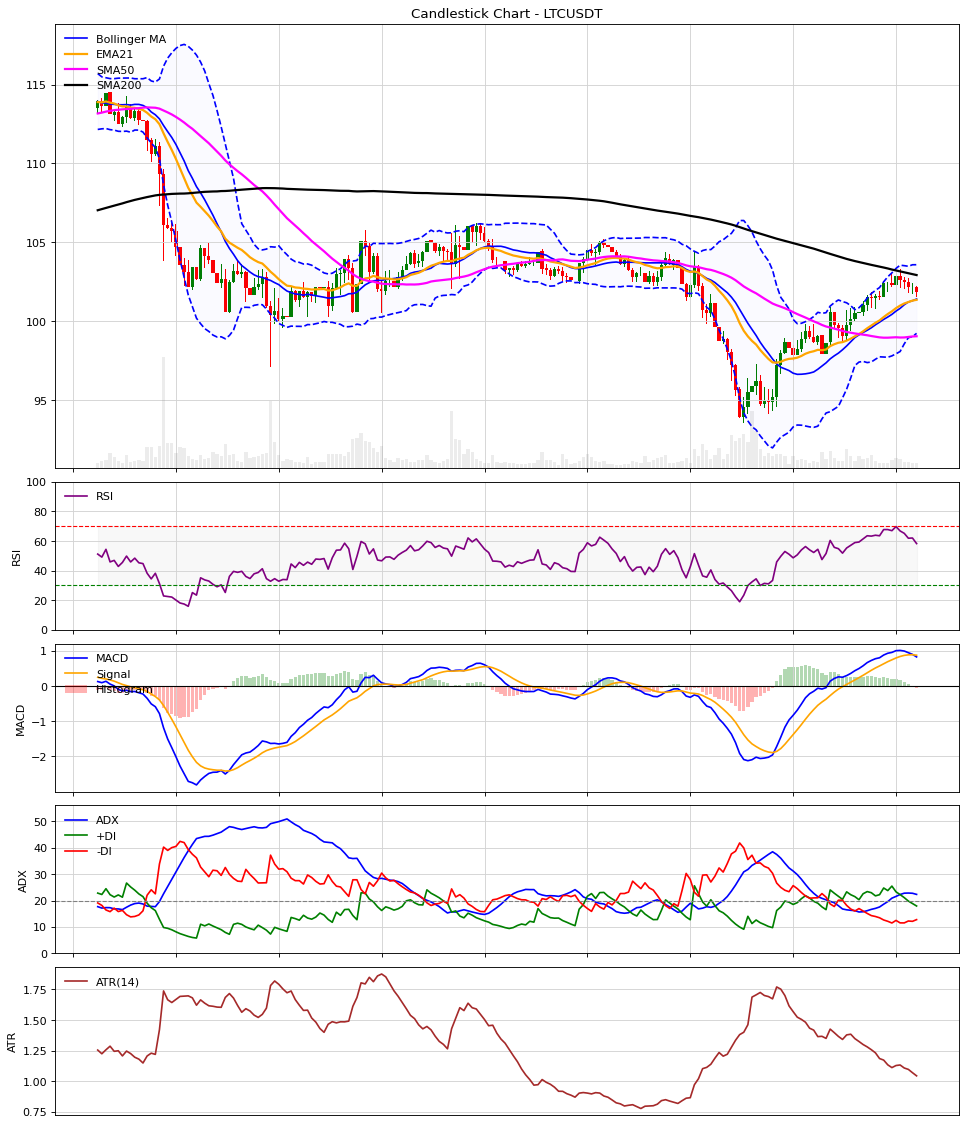 Candlestick Chart - LTCUSDT
Bollinger MA
EMA21
SMA50
SMA200
115
110
105
100
95
RSI
100
80
60
40
20
0
RSI
MACD
Signal
Histogram
1
0
−1
−2
MACD
ADX
+DI
-DI
50
40
30
20
10
0
ADX
ATR(14)
1.75
1.50
1.25
1.00
0.75
ATR